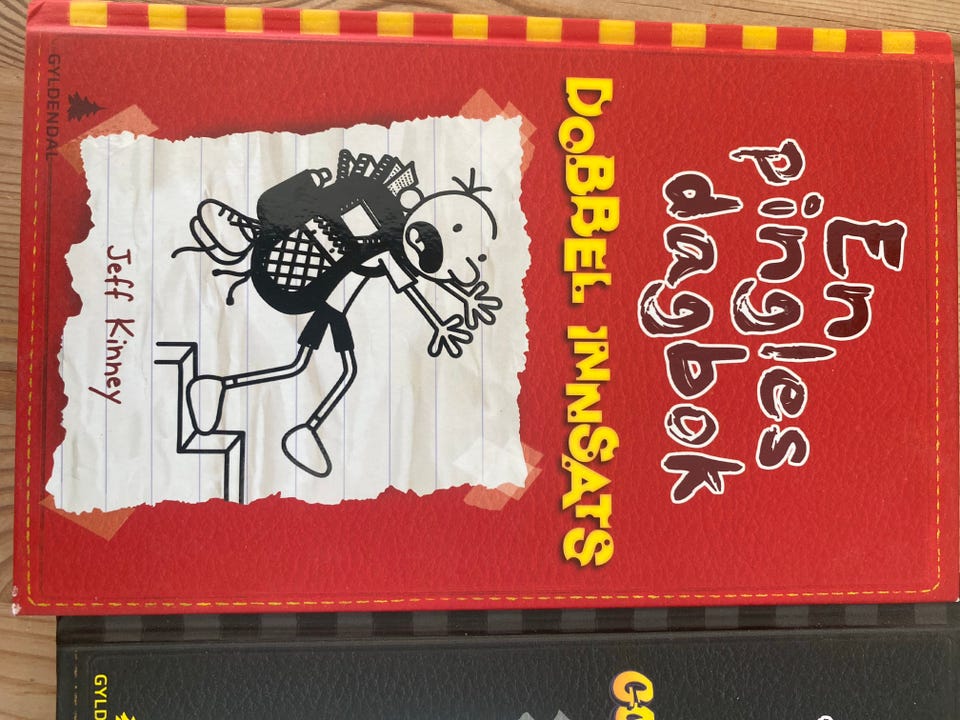 En
pingles
dagbok
DOBBEL INNSATS
Jeff Kinney
GYLDENDAL